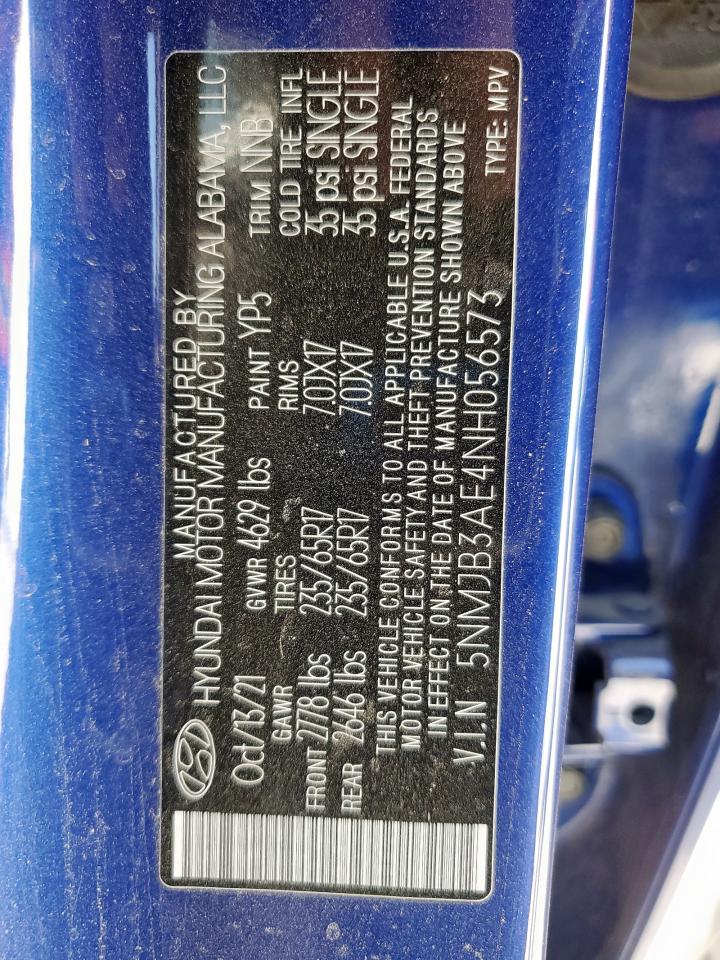 MANUFACTURED BY
HYUNDAI MOTOR MANUFACTURING ALABAMA, LLC
Oct/15/21 GVWR 4629 lbs PAINT YP5 TRIM NNB
GAWR TIRES RIMS COLD TIRE INFL
FRONT 2778 lbs 235/65R17 7.0JX17 35 psi SINGLE
REAR 2646 lbs 235/65R17 7.0JX17 35 psi SINGLE
THIS VEHICLE CONFORMS TO ALL APPLICABLE U.S.A. FEDERAL
MOTOR VEHICLE SAFETY AND THEFT PREVENTION STANDARDS
IN EFFECT ON THE DATE OF MANUFACTURE SHOWN ABOVE
V.I.N 5NMJB3AE4NH056573 TYPE: MPV